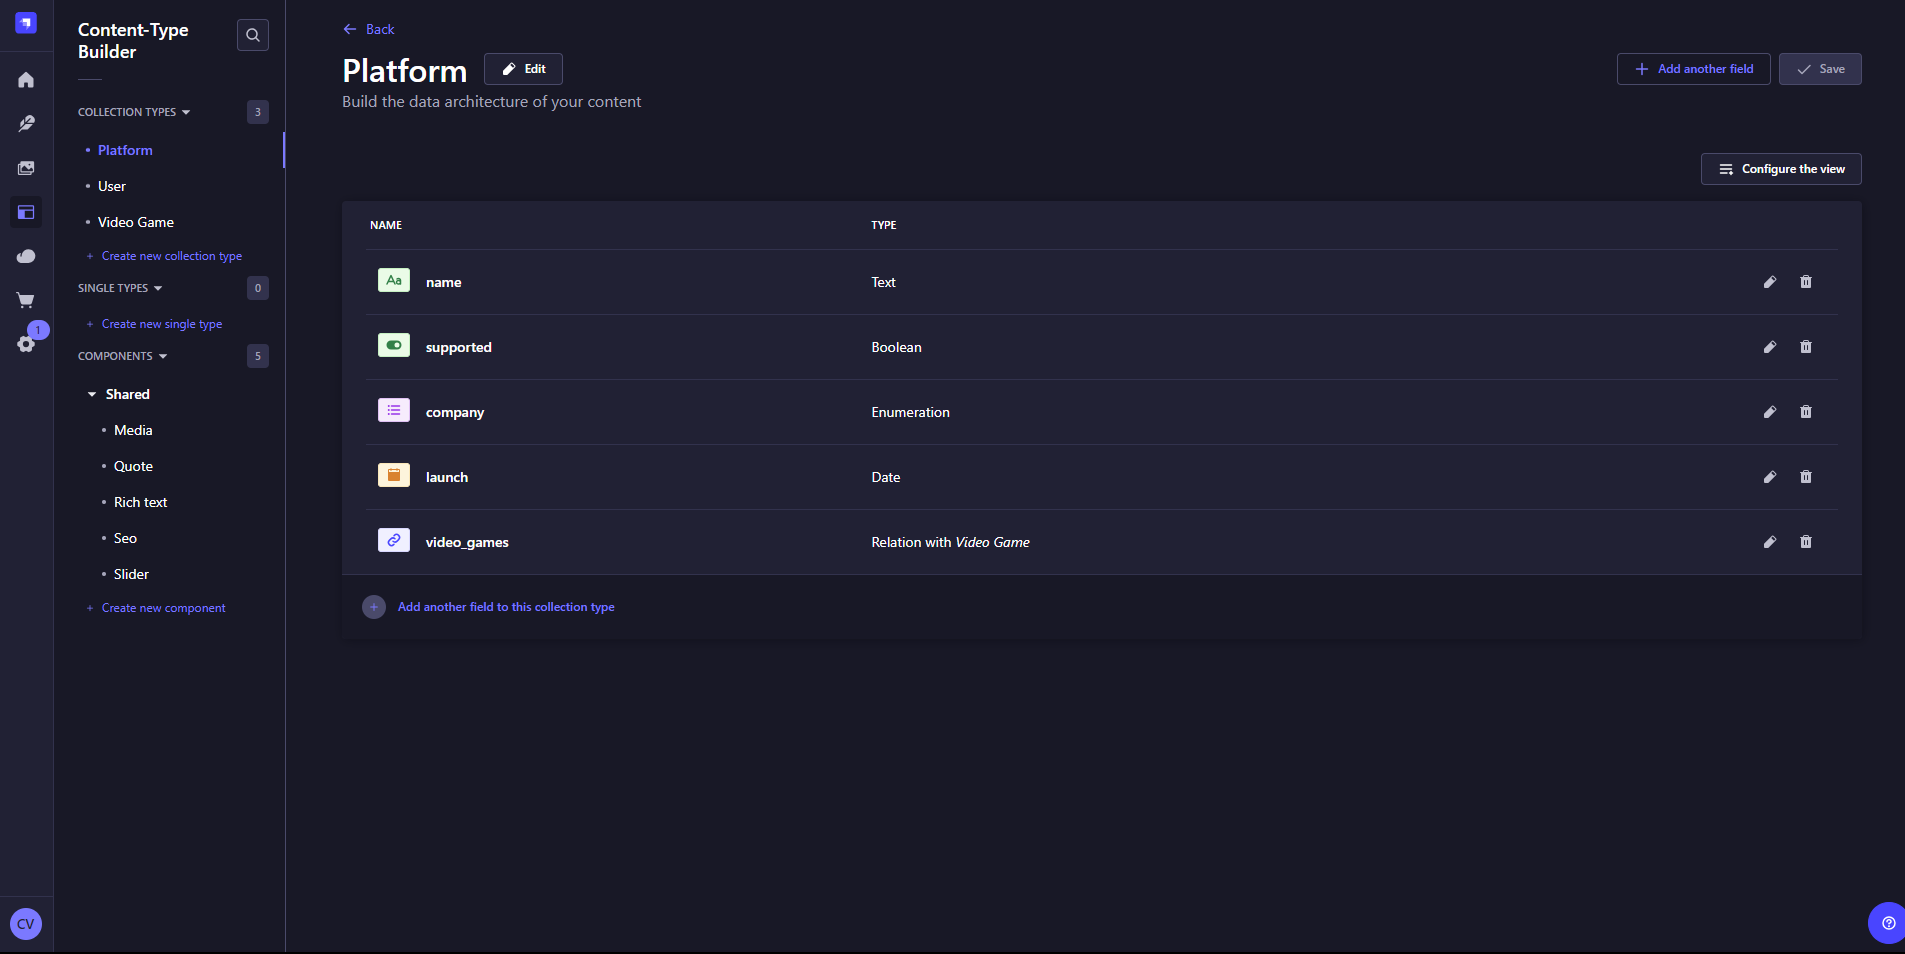 Content-Type
Builder
COLLECTION TYPES
3
Platform
User
Video Game
+ Create new collection type
SINGLE TYPES
0
+ Create new single type
1
COMPONENTS
5
Shared
Media
Quote
Rich text
Seo
Slider
+ Create new component
CV
Back
Platform
Edit
Build the data architecture of your content
Add another field
Save
Configure the view
NAME TYPE
Aa name Text
supported Boolean
company Enumeration
launch Date
video_games Relation with Video Game
Add another field to this collection type